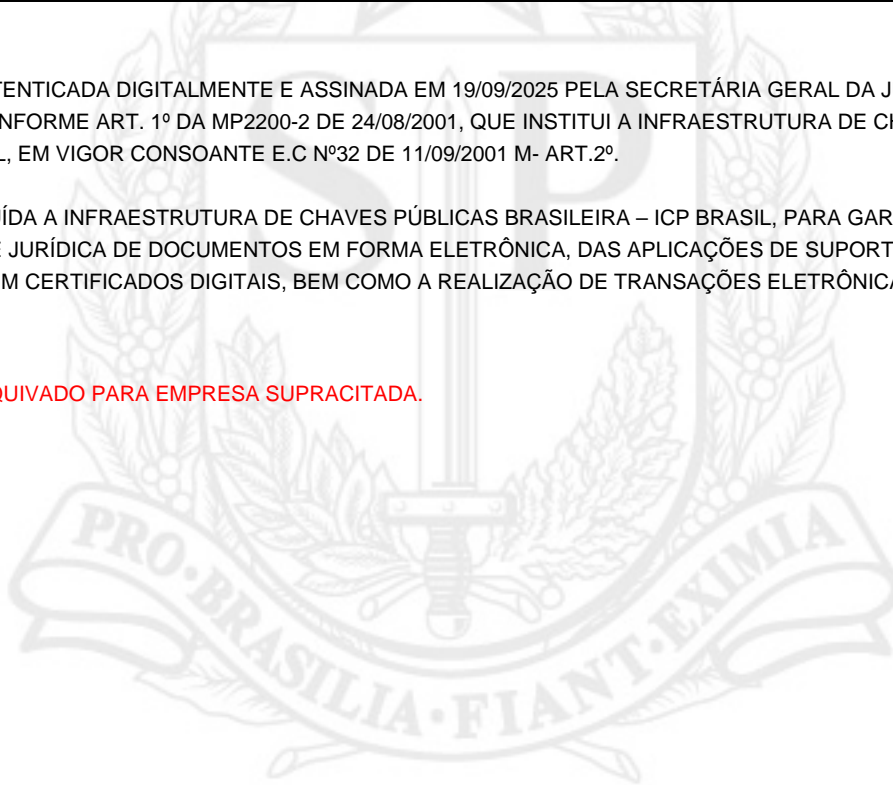 TENTICADA DIGITALMENTE E ASSINADA EM 19/09/2025 PELA SECRETÁRIA GERAL DA J
NFORME ART. 1º DA MP2200-2 DE 24/08/2001, QUE INSTITUI A INFRAESTRUTURA DE CH
L, EM VIGOR CONSOANTE E.C Nº32 DE 11/09/2001 M- ART.2º.
UÍDA A INFRAESTRUTURA DE CHAVES PÚBLICAS BRASILEIRA – ICP BRASIL, PARA GAR
E JURÍDICA DE DOCUMENTOS EM FORMA ELETRÔNICA, DAS APLICAÇÕES DE SUPORT
M CERTIFICADOS DIGITAIS, BEM COMO A REALIZAÇÃO DE TRANSAÇÕES ELETRÔNICA
QUIVADO PARA EMPRESA SUPRACITADA.
SP
PRO·BRASILIA·FIANT·EXIMIA